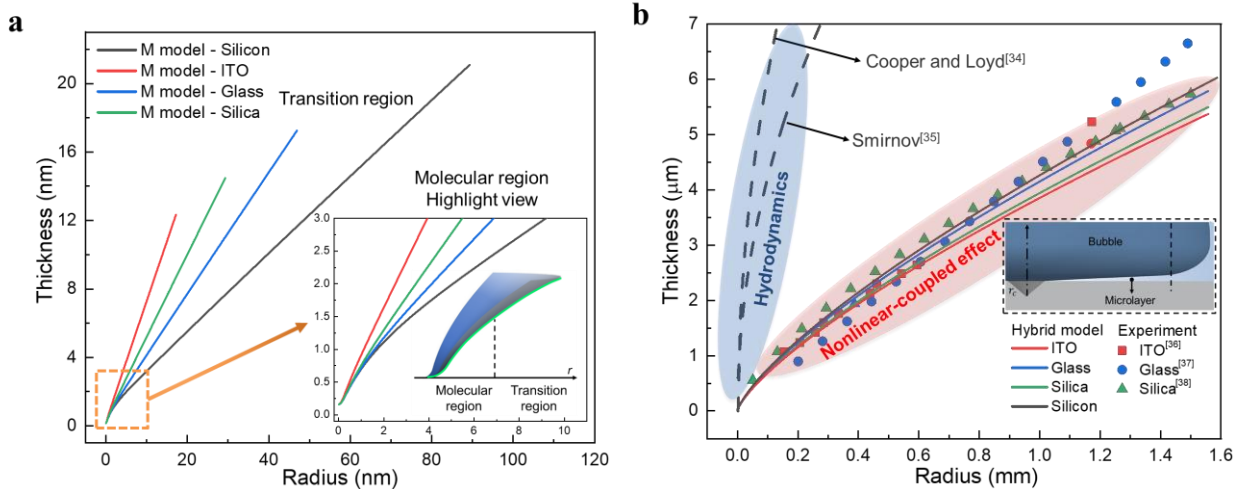 a
Thickness (nm)
22
18
13
9
4
0
M model - Silicon
M model - ITO
M model - Glass
M model - Silica
Transition region
Molecular region
Highlight view
3.0
2.5
2.0
1.5
1.0
0.5
0.0
Molecular
region
Transition
region
r
0 2 4 6 8 10
0 20 40 60 80 100 120
Radius (nm)
b
Thickness (μm)
7
6
5
4
3
2
1
0
Cooper and Loyd[34]
Smirnov[35]
Hydrodynamics
Nonlinear-coupled effect
Bubble
rc
Microlayer
Hybrid model
ITO
Glass
Silica
Silicon
Experiment
ITO[36]
Glass[37]
Silica[38]
0.0 0.2 0.4 0.6 0.8 1.0 1.2 1.4 1.6
Radius (mm)